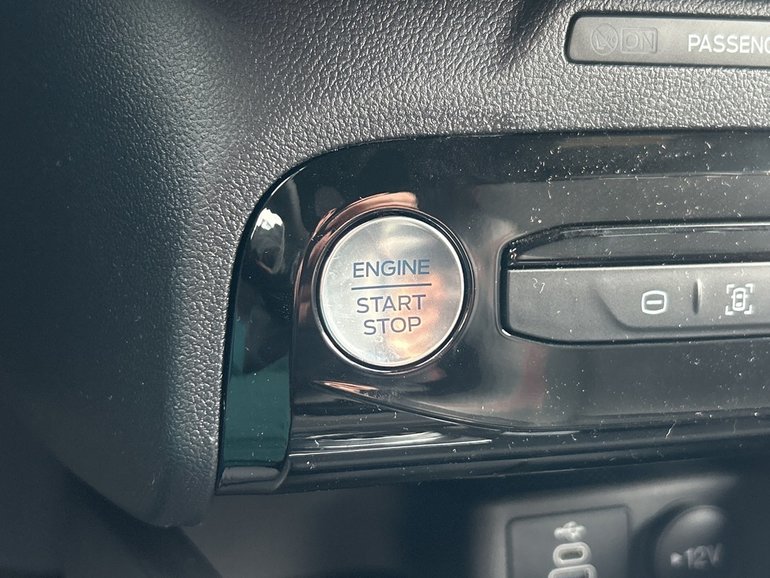 PASSENG
ENGINE
START
STOP
12V